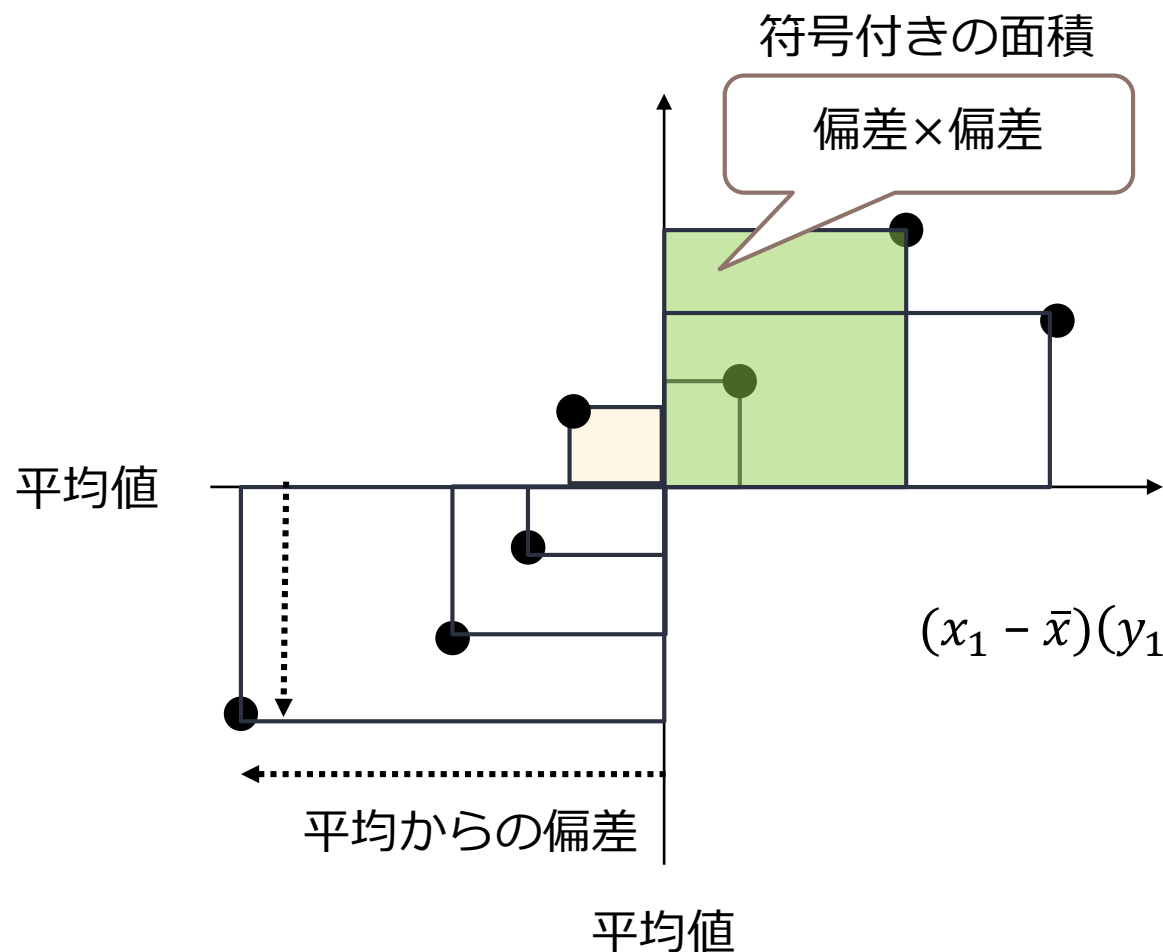 符号付きの面積
偏差×偏差
平均値
(x₁ − x̄)(y₁
平均からの偏差
平均値